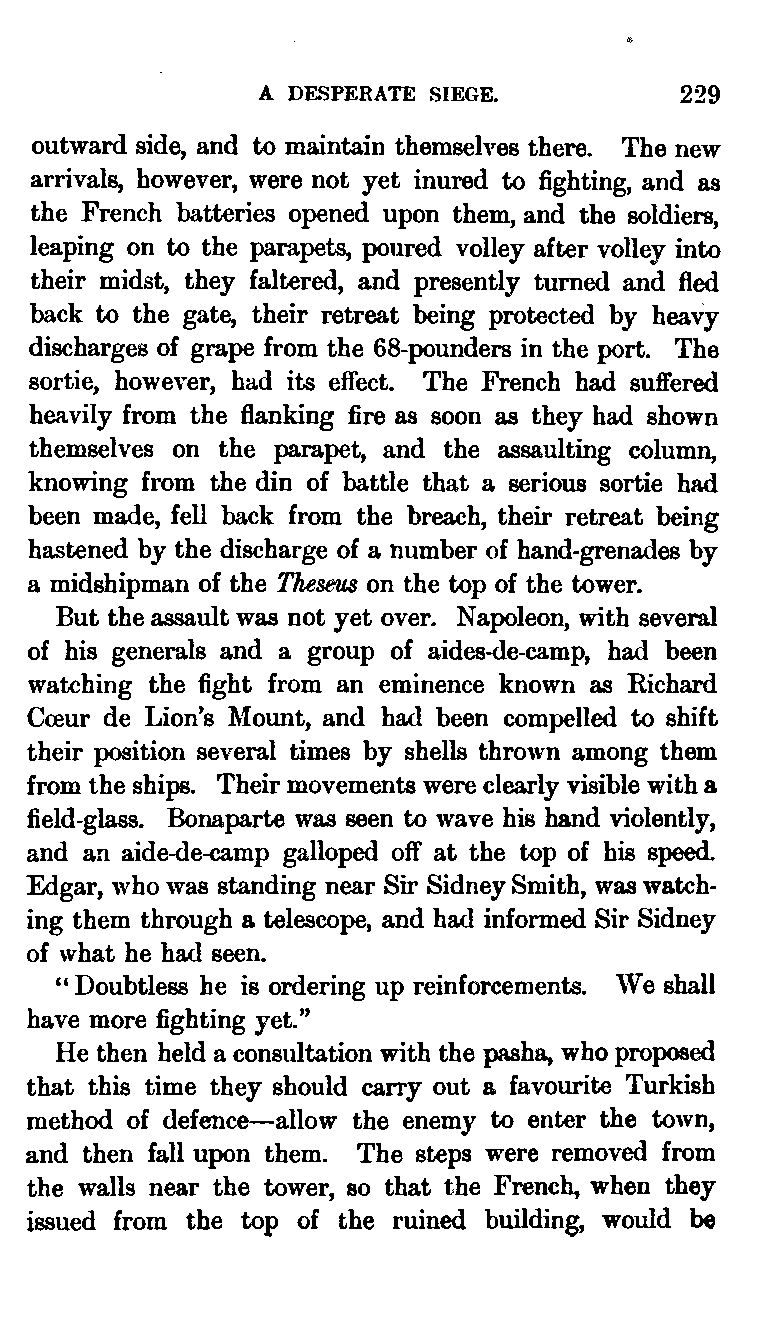 A DESPERATE SIEGE. 229
outward side, and to maintain themselves there. The new
arrivals, however, were not yet inured to fighting, and as
the French batteries opened upon them, and the soldiers,
leaping on to the parapets, poured volley after volley into
their midst, they faltered, and presently turned and fled
back to the gate, their retreat being protected by heavy
discharges of grape from the 68-pounders in the port. The
sortie, however, had its effect. The French had suffered
heavily from the flanking fire as soon as they had shown
themselves on the parapet, and the assaulting column,
knowing from the din of battle that a serious sortie had
been made, fell back from the breach, their retreat being
hastened by the discharge of a number of hand-grenades by
a midshipman of the Theseus on the top of the tower.
But the assault was not yet over. Napoleon, with several
of his generals and a group of aides-de-camp, had been
watching the fight from an eminence known as Richard
Cœur de Lion's Mount, and had been compelled to shift
their position several times by shells thrown among them
from the ships. Their movements were clearly visible with a
field-glass. Bonaparte was seen to wave his hand violently,
and an aide-de-camp galloped off at the top of his speed.
Edgar, who was standing near Sir Sidney Smith, was watch-
ing them through a telescope, and had informed Sir Sidney
of what he had seen.
"Doubtless he is ordering up reinforcements. We shall
have more fighting yet."
He then held a consultation with the pasha, who proposed
that this time they should carry out a favourite Turkish
method of defence—allow the enemy to enter the town,
and then fall upon them. The steps were removed from
the walls near the tower, so that the French, when they
issued from the top of the ruined building, would be